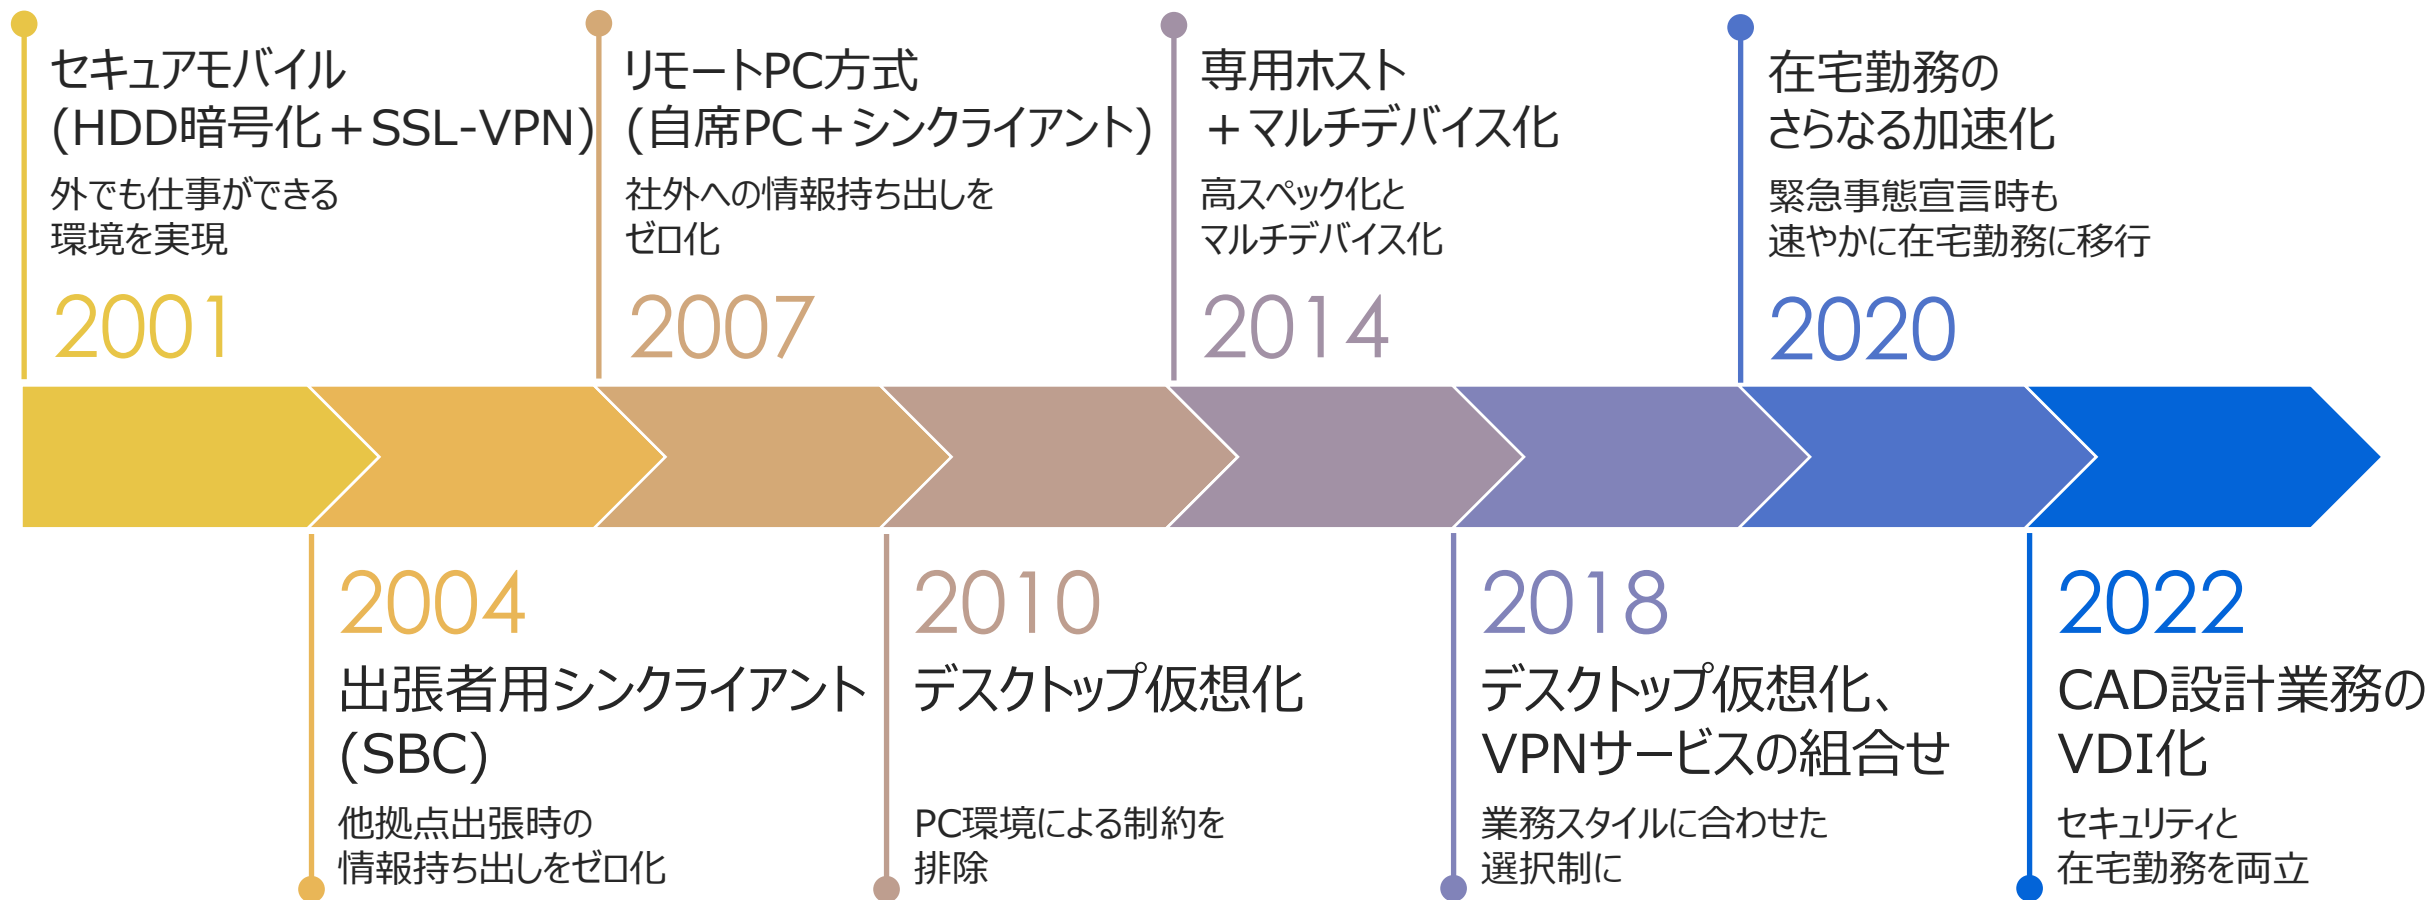 セキュアモバイル
(HDD暗号化＋SSL-VPN)
外でも仕事ができる
環境を実現
2001
リモートPC方式
(自席PC＋シンクライアント)
社外への情報持ち出しを
ゼロ化
2007
専用ホスト
＋マルチデバイス化
高スペック化と
マルチデバイス化
2014
在宅勤務の
さらなる加速化
緊急事態宣言時も
速やかに在宅勤務に移行
2020
2004
出張者用シンクライアント
(SBC)
他拠点出張時の
情報持ち出しをゼロ化
2010
デスクトップ仮想化
PC環境による制約を
排除
2018
デスクトップ仮想化、
VPNサービスの組合せ
業務スタイルに合わせた
選択制に
2022
CAD設計業務の
VDI化
セキュリティと
在宅勤務を両立